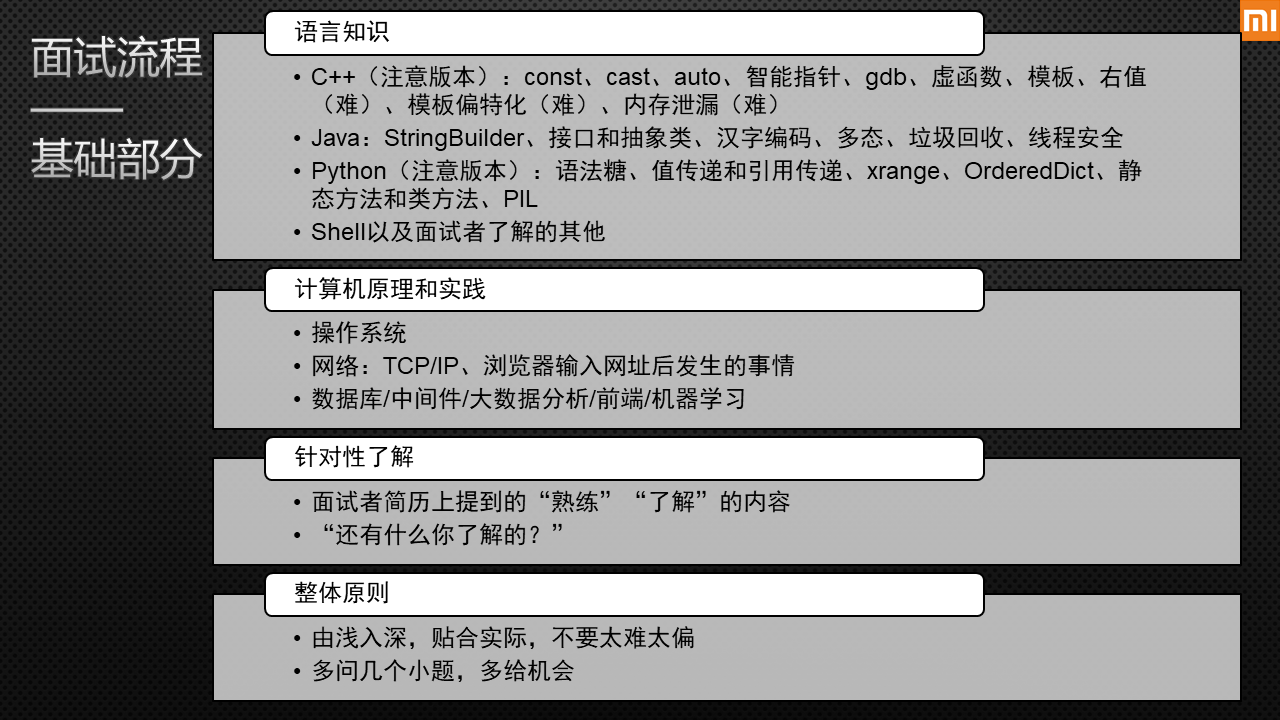 面试流程
——
基础部分
语言知识
• C++（注意版本）：const、cast、auto、智能指针、gdb、虚函数、模板、右值
（难）、模板偏特化（难）、内存泄漏（难）
• Java：StringBuilder、接口和抽象类、汉字编码、多态、垃圾回收、线程安全
• Python（注意版本）：语法糖、值传递和引用传递、xrange、OrderedDict、静
态方法和类方法、PIL
• Shell以及面试者了解的其他
计算机原理和实践
• 操作系统
• 网络：TCP/IP、浏览器输入网址后发生的事情
• 数据库/中间件/大数据分析/前端/机器学习
针对性了解
• 面试者简历上提到的“熟练”“了解”的内容
• “还有什么你了解的？”
整体原则
• 由浅入深，贴合实际，不要太难太偏
• 多问几个小题，多给机会
MI